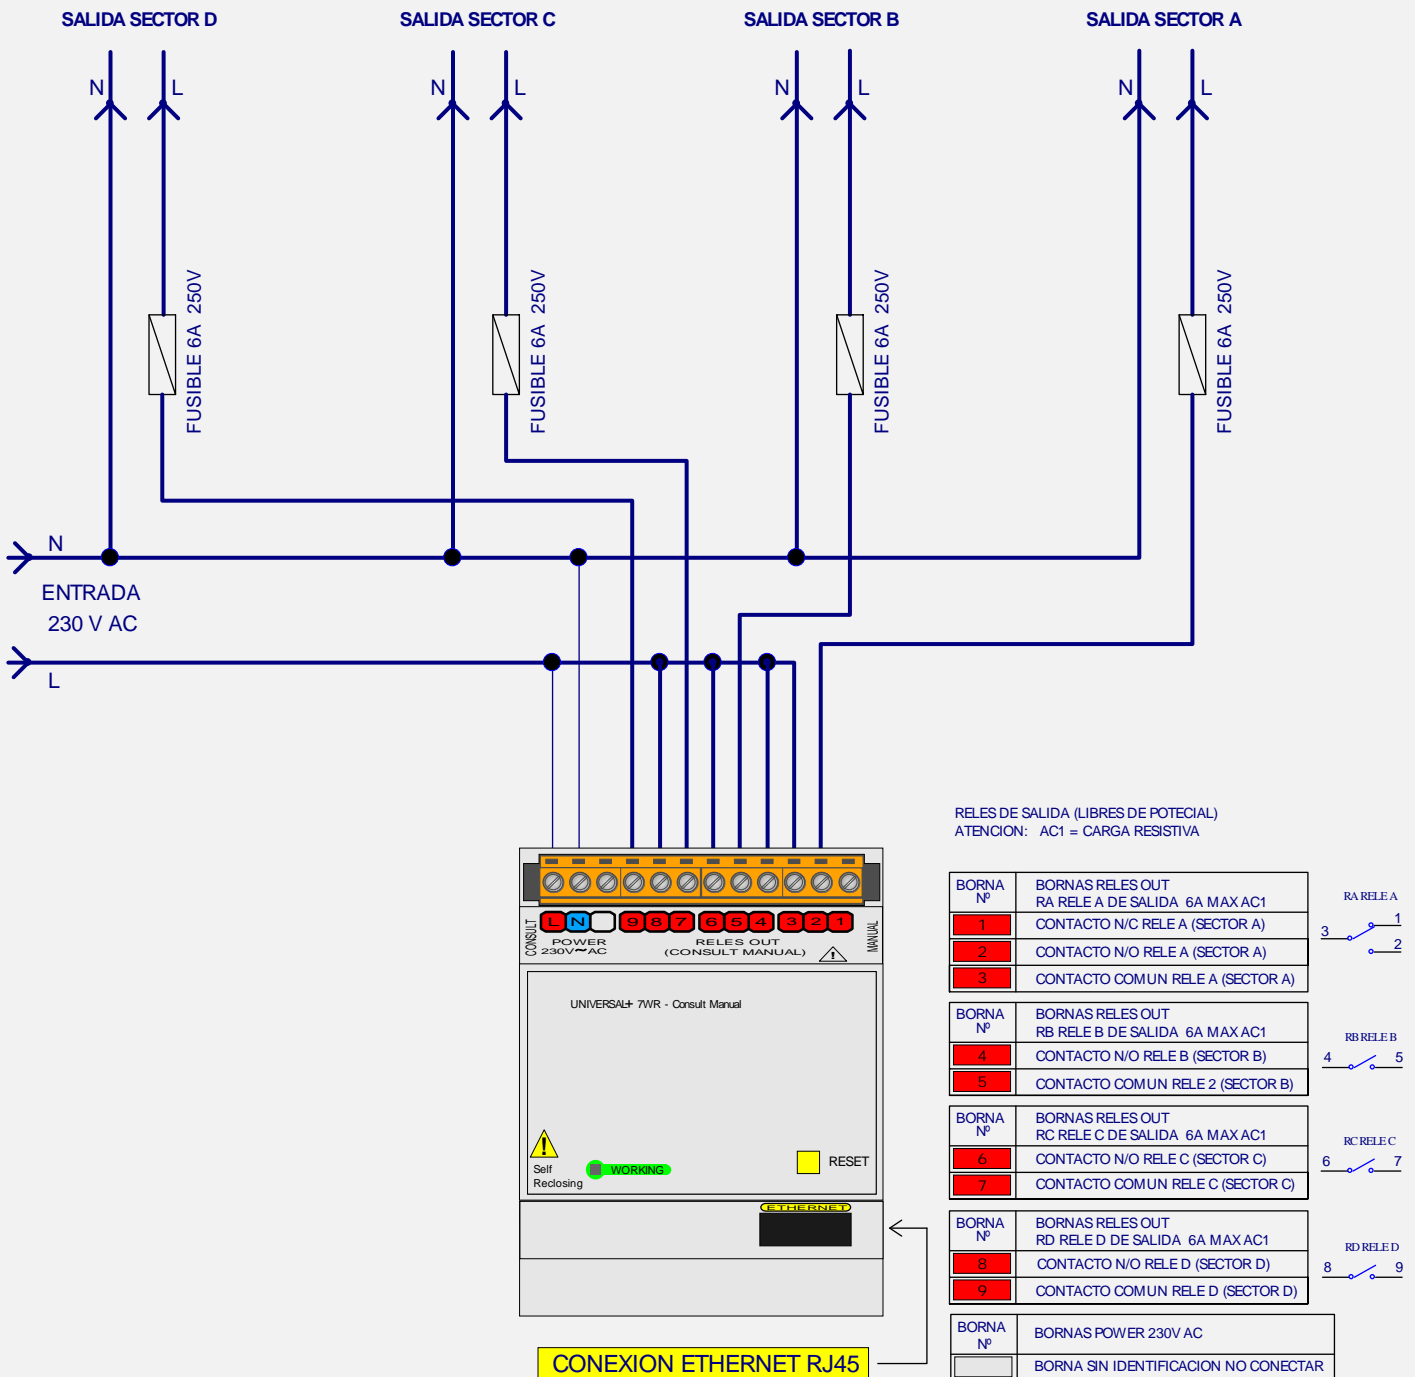 SALIDA SECTOR D
SALIDA SECTOR C
SALIDA SECTOR B
SALIDA SECTOR A
N
L
N
L
N
L
N
L
FUSIBLE 6A 250V
FUSIBLE 6A 250V
FUSIBLE 6A 250V
FUSIBLE 6A 250V
N
ENTRADA
230 V AC
L
CONSULT
L N 9 8 7 6 5 4 3 2 1
MANUAL
POWER
230V~AC
RELES OUT
(CONSULT MANUAL)
!
UNIVERSAL+ 7WR - Consult Manual
!
Self
Reclosing
WORKING
RESET
ETHERNET
CONEXION ETHERNET RJ45
RELES DE SALIDA (LIBRES DE POTECIAL)
ATENCION: AC1 = CARGA RESISTIVA
BORNA
Nº
BORNAS RELES OUT
RA RELE A DE SALIDA 6A MAX AC1
1 CONTACTO N/C RELE A (SECTOR A)
2 CONTACTO N/O RELE A (SECTOR A)
3 CONTACTO COMUN RELE A (SECTOR A)
RA RELE A
3
1
2
BORNA
Nº
BORNAS RELES OUT
RB RELE B DE SALIDA 6A MAX AC1
4 CONTACTO N/O RELE B (SECTOR B)
5 CONTACTO COMUN RELE 2 (SECTOR B)
RB RELE B
4 5
BORNA
Nº
BORNAS RELES OUT
RC RELE C DE SALIDA 6A MAX AC1
6 CONTACTO N/O RELE C (SECTOR C)
7 CONTACTO COMUN RELE C (SECTOR C)
RC RELE C
6 7
BORNA
Nº
BORNAS RELES OUT
RD RELE D DE SALIDA 6A MAX AC1
8 CONTACTO N/O RELE D (SECTOR D)
9 CONTACTO COMUN RELE D (SECTOR D)
RD RELE D
8 9
BORNA
Nº
BORNAS POWER 230V AC
BORNA SIN IDENTIFICACION NO CONECTAR